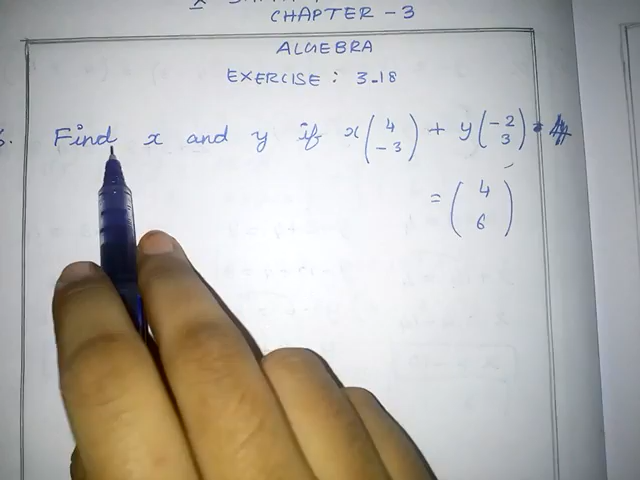 CHAPTER - 3
ALGEBRA
EXERCISE : 3.18
Find x and y if x(4 -3) + y(-2 3)
= (4 6)